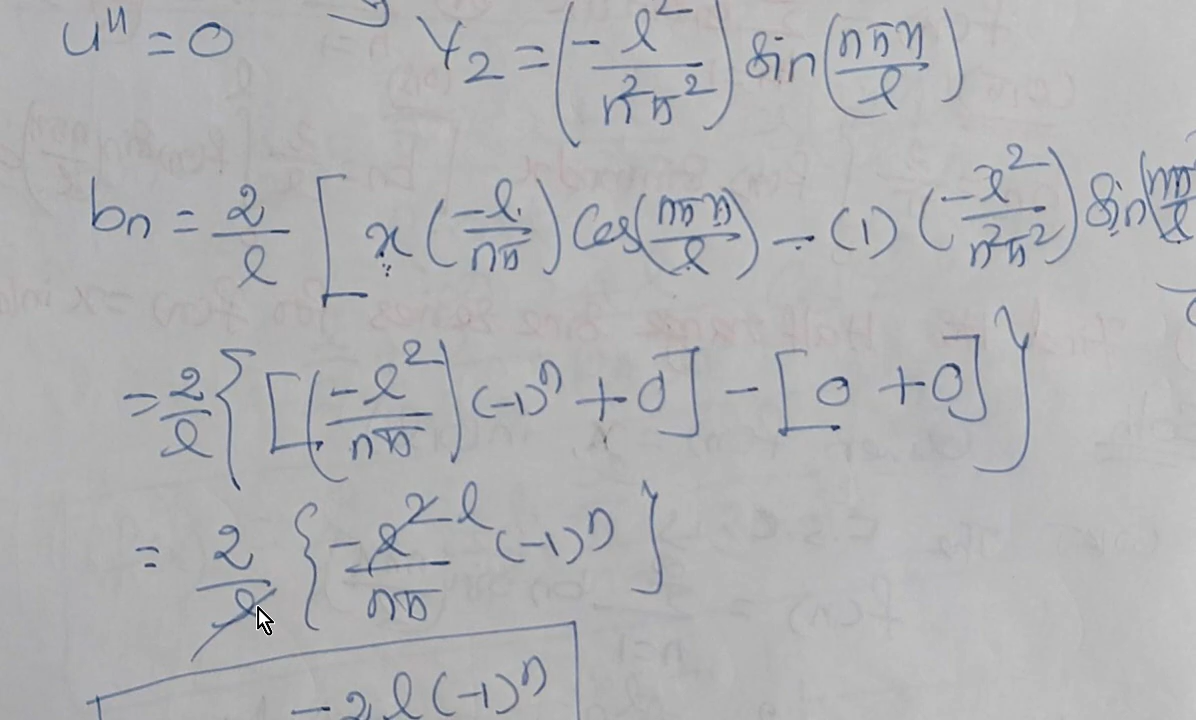 u'' = 0 V₂ = (-l²/n²π²) sin(nπx/l)
bₙ = 2/l [x(-l/nπ) Cos(nπx/l) - (1) (-l²/n²π²) Sin(nπx/l
= 2/l {[(-l²/nπ)(-1)ⁿ + 0] - [0 + 0]}
= 2/l {-l² l/nπ (-1)ⁿ}
-2l(-1)ⁿ